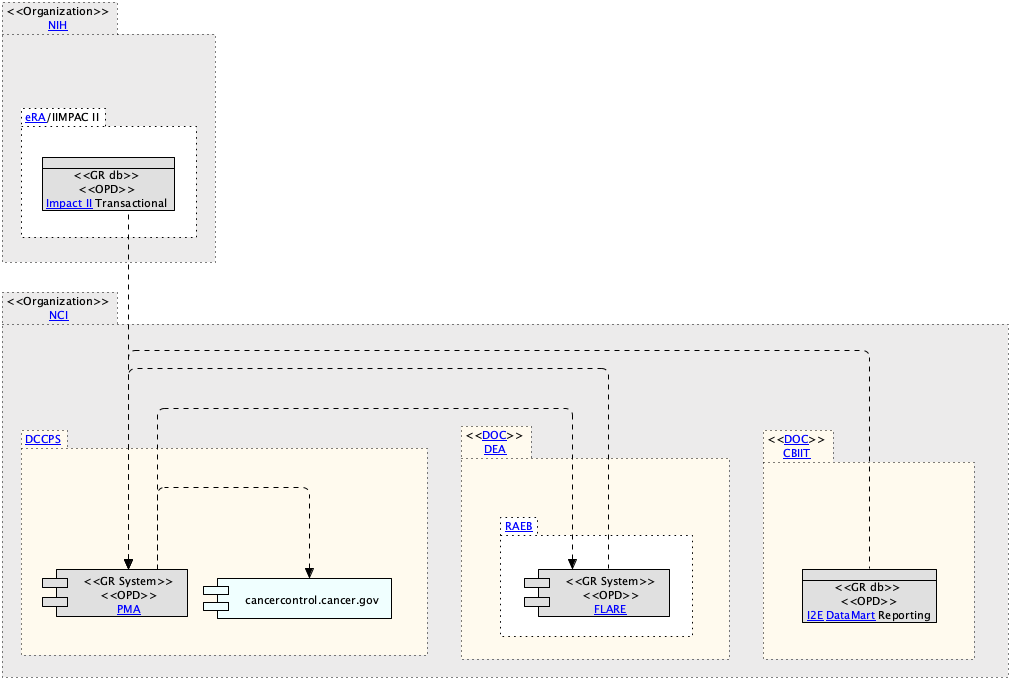 <<Organization>>
NIH
eRA/IIMPAC II
<<GR db>>
<<OPD>>
Impact II Transactional
<<Organization>>
NCI
DCCPS
<<GR System>>
<<OPD>>
PMA
cancercontrol.cancer.gov
<<DOC>>
DEA
RAEB
<<GR System>>
<<OPD>>
FLARE
<<DOC>>
CBIIT
<<GR db>>
<<OPD>>
I2E DataMart Reporting